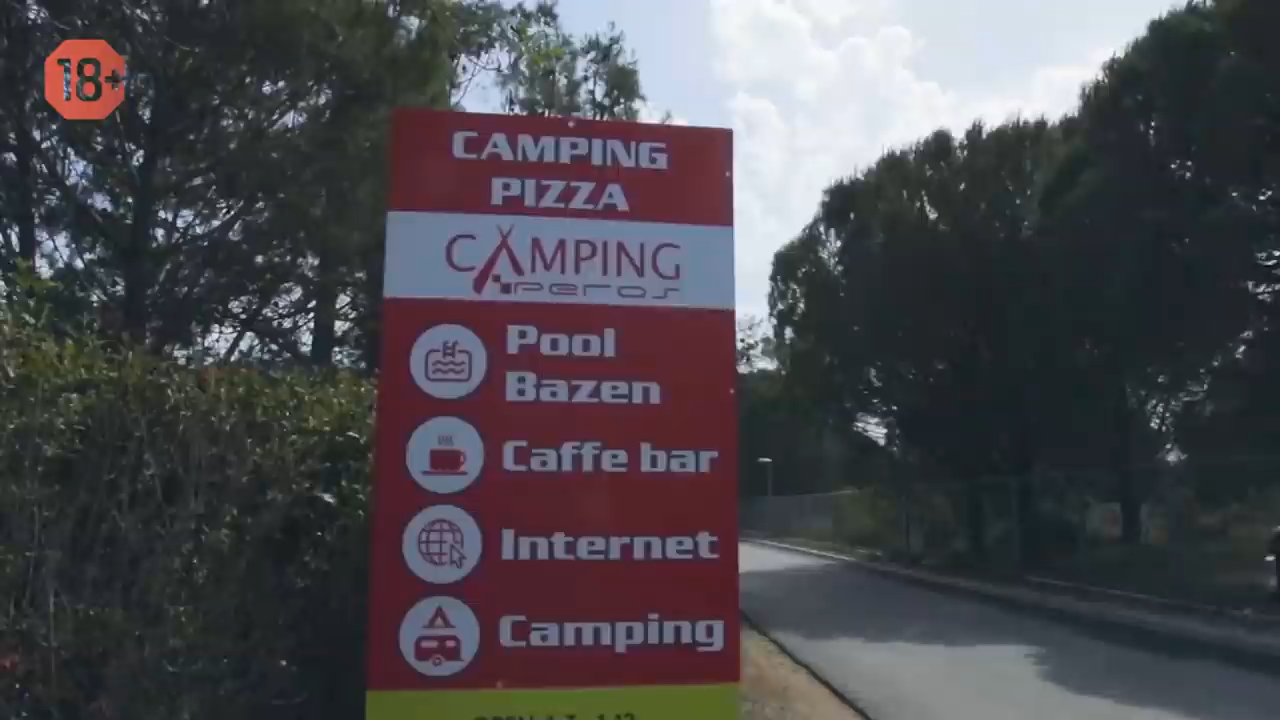 18+
CAMPING
PIZZA
CAMPING
peros
Pool
Bazen
Caffe bar
Internet
Camping